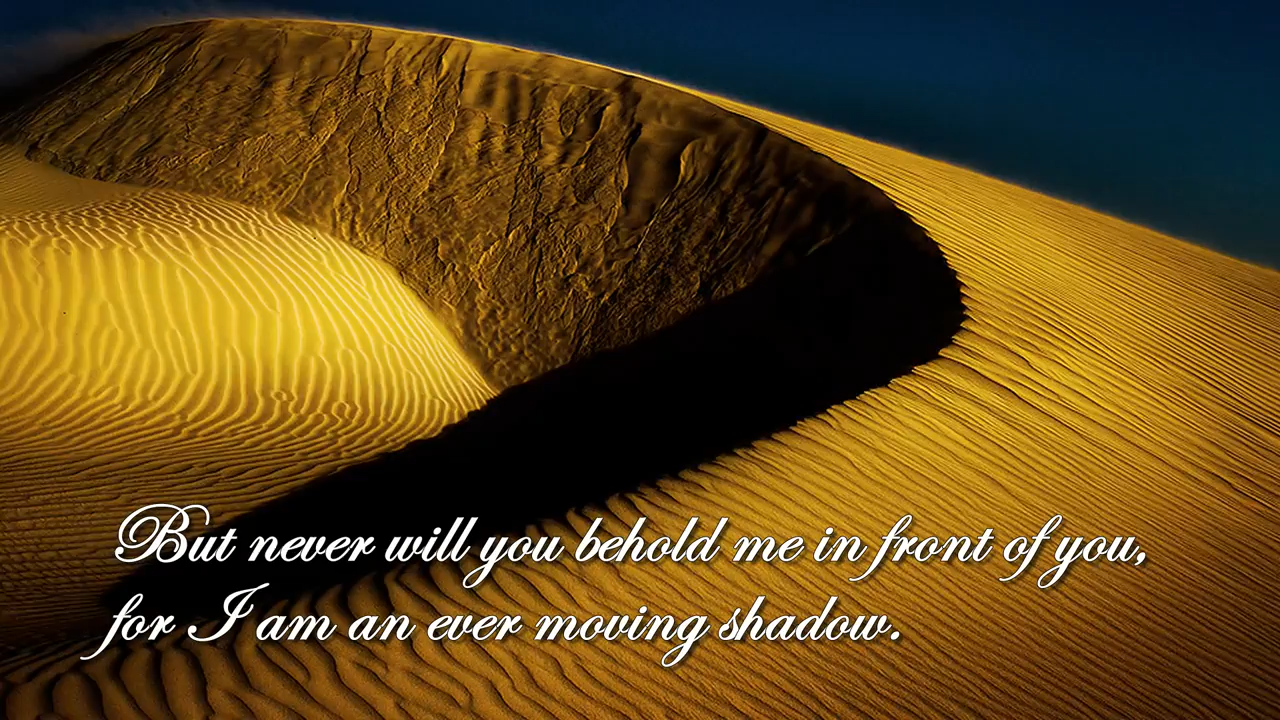 But never will you behold me in front of you,
for I am an ever moving shadow.